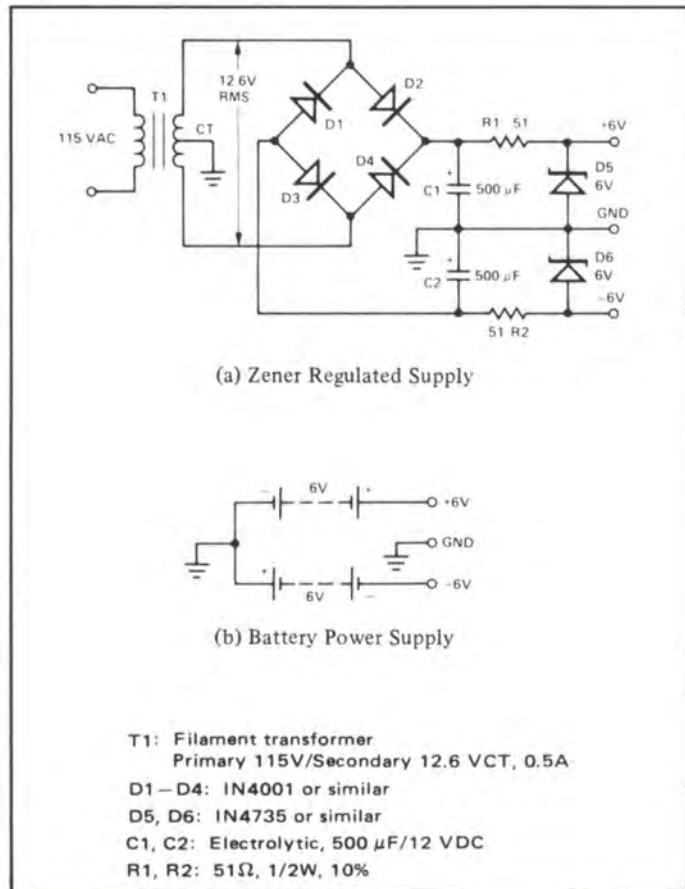 12.6V
RMS
T1
115 VAC
CT
D1
D2
D3
D4
R1 51
+6V
+
C1
500 µF
D5
6V
GND
+
C2
500 µF
D6
6V
-6V
51 R2
(a) Zener Regulated Supply
- 6V +
+6V
GND
+ 6V -
-6V
(b) Battery Power Supply
T1: Filament transformer
Primary 115V/Secondary 12.6 VCT, 0.5A
D1–D4: IN4001 or similar
D5, D6: IN4735 or similar
C1, C2: Electrolytic, 500 µF/12 VDC
R1, R2: 51Ω, 1/2W, 10%